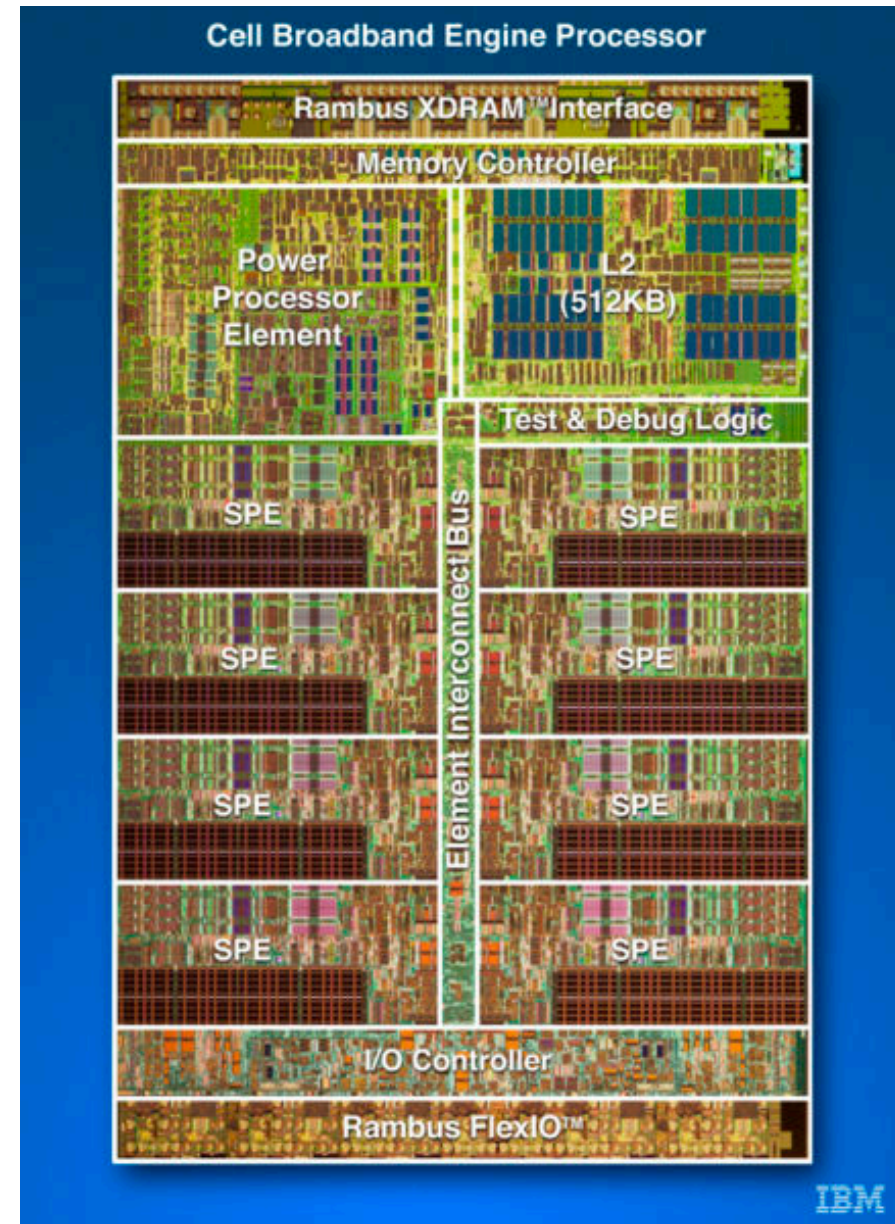 Cell Broadband Engine Processor
Rambus XDRAM™ Interface
Memory Controller
Power
Processor
Element
L2
(512KB)
Test & Debug Logic
Element Interconnect Bus
SPE
SPE
SPE
SPE
SPE
SPE
SPE
SPE
I/O Controller
Rambus FlexIO™
IBM